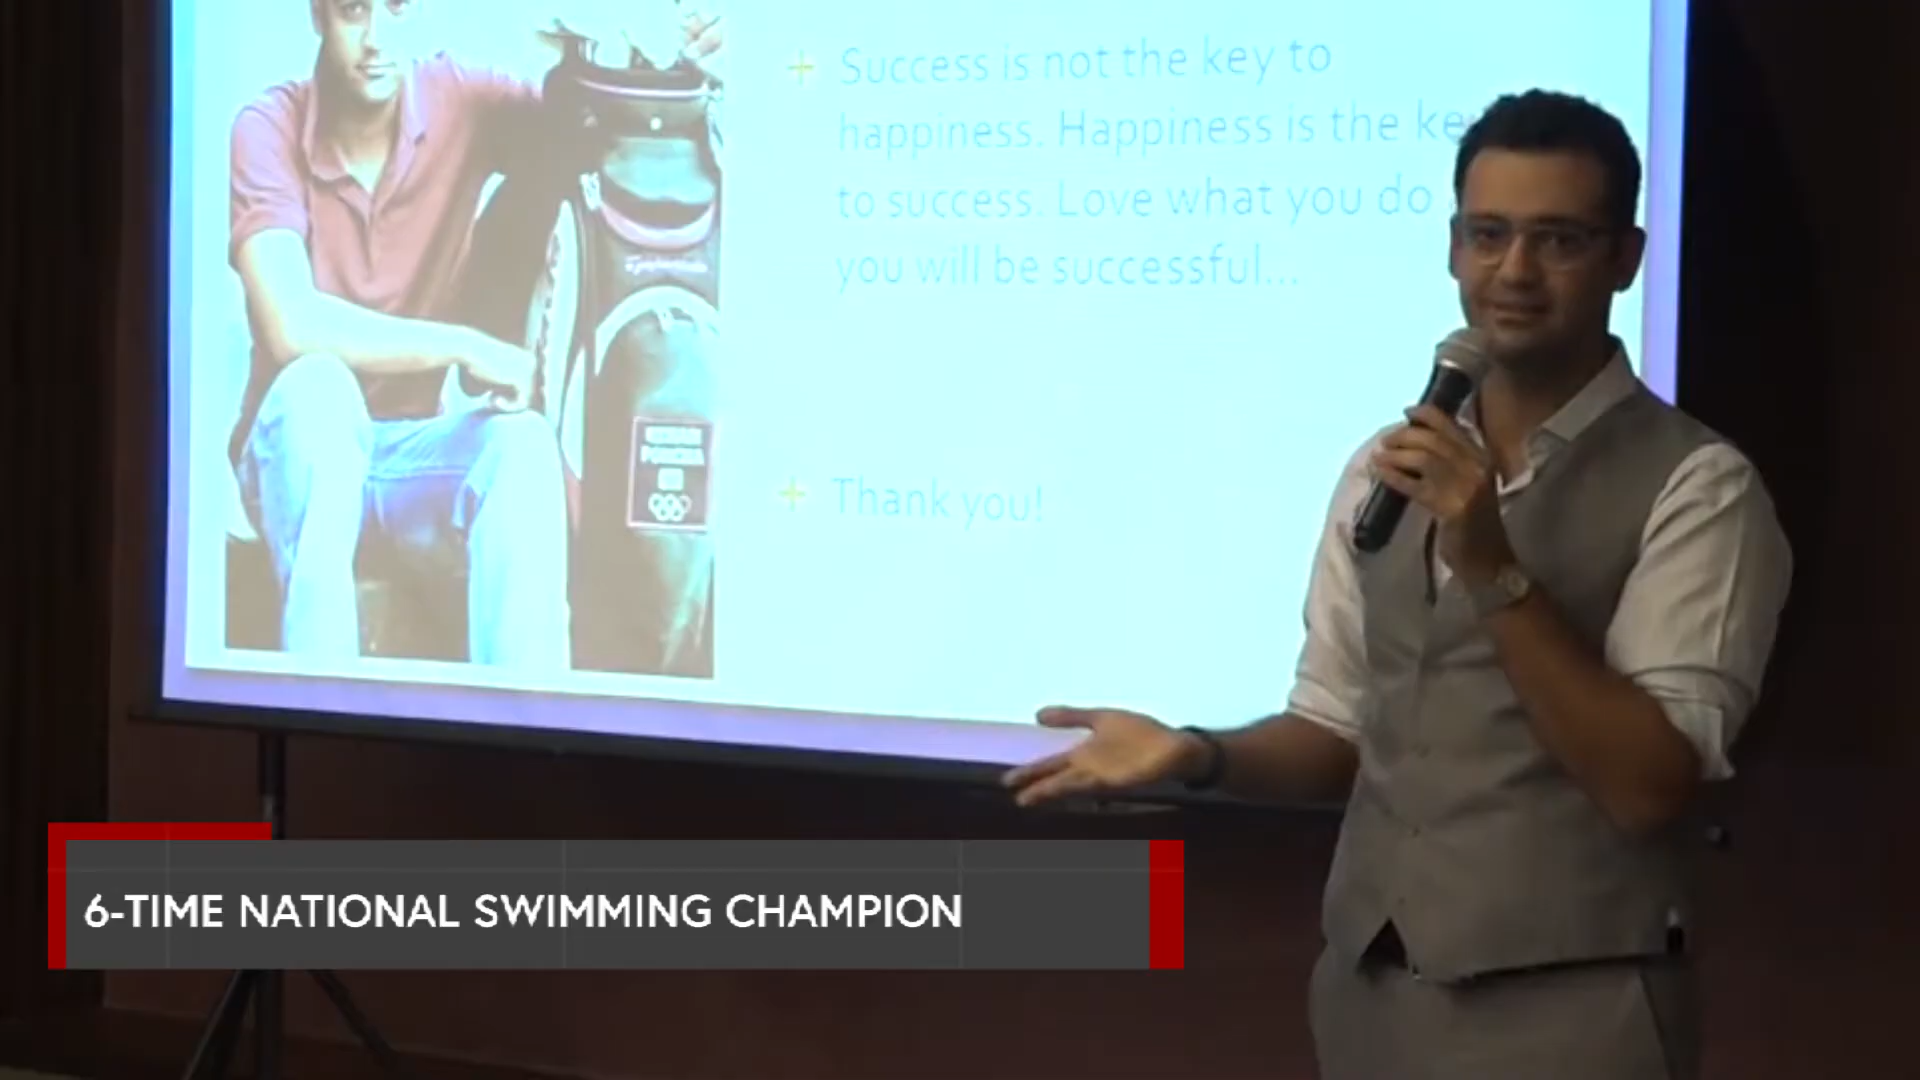 + Success is not the key to
happiness. Happiness is the key
to success. Love what you do
you will be successful...
+ Thank you!
6-TIME NATIONAL SWIMMING CHAMPION